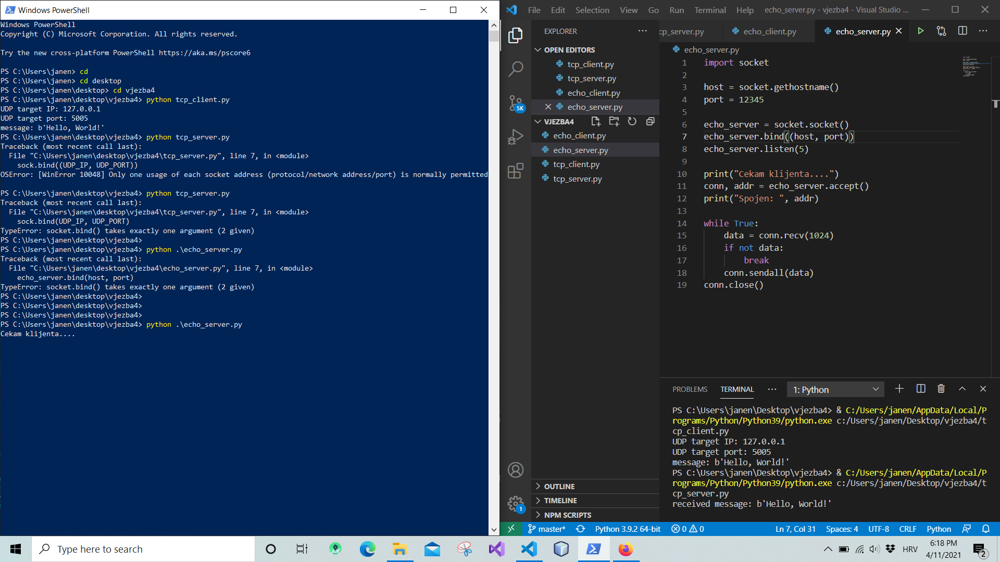 Windows PowerShell
Windows PowerShell
Copyright (C) Microsoft Corporation. All rights reserved.
Try the new cross-platform PowerShell https://aka.ms/pscore6
PS C:\Users\janen> cd
PS C:\Users\janen> cd desktop
PS C:\Users\janen\desktop> cd vjezba4
PS C:\Users\janen\desktop\vjezba4> python tcp_client.py
UDP target IP: 127.0.0.1
UDP target port: 5005
message: b'Hello, World!'
PS C:\Users\janen\desktop\vjezba4> python tcp_server.py
Traceback (most recent call last):
  File "C:\Users\janen\desktop\vjezba4\tcp_server.py", line 7, in <module>
    sock.bind((UDP_IP, UDP_PORT))
OSError: [WinError 10048] Only one usage of each socket address (protocol/network address/port) is normally permitted
PS C:\Users\janen\desktop\vjezba4> python tcp_server.py
Traceback (most recent call last):
  File "C:\Users\janen\desktop\vjezba4\tcp_server.py", line 7, in <module>
    sock.bind(UDP_IP, UDP_PORT)
TypeError: socket.bind() takes exactly one argument (2 given)
PS C:\Users\janen\desktop\vjezba4>
PS C:\Users\janen\desktop\vjezba4> python .\echo_server.py
Traceback (most recent call last):
  File "C:\Users\janen\desktop\vjezba4\echo_server.py", line 7, in <module>
    echo_server.bind(host, port)
TypeError: socket.bind() takes exactly one argument (2 given)
PS C:\Users\janen\desktop\vjezba4>
PS C:\Users\janen\desktop\vjezba4>
PS C:\Users\janen\desktop\vjezba4>
PS C:\Users\janen\desktop\vjezba4> python .\echo_server.py
Cekam klijenta....
File Edit Selection View Go Run Terminal Help echo_server.py - vjezba4 - Visual Studio ...
EXPLORER
OPEN EDITORS
tcp_client.py
tcp_server.py
echo_client.py
echo_server.py
VJEZBA4
echo_client.py
echo_server.py
tcp_client.py
tcp_server.py
OUTLINE
TIMELINE
NPM SCRIPTS
5K
1
cp_server.py echo_client.py echo_server.py
echo_server.py
1 import socket
2
3 host = socket.gethostname()
4 port = 12345
5
6 echo_server = socket.socket()
7 echo_server.bind((host, port))
8 echo_server.listen(5)
9
10 print("Cekam klijenta....")
11 conn, addr = echo_server.accept()
12 print("Spojen: ", addr)
13
14 while True:
15     data = conn.recv(1024)
16     if not data:
17         break
18     conn.sendall(data)
19 conn.close()
PROBLEMS TERMINAL ... 1: Python
PS C:\Users\janen\Desktop\vjezba4> & C:/Users/janen/AppData/Local/P
rograms/Python/Python39/python.exe c:/Users/janen/Desktop/vjezba4/t
cp_client.py
UDP target IP: 127.0.0.1
UDP target port: 5005
message: b'Hello, World!'
PS C:\Users\janen\Desktop\vjezba4> & C:/Users/janen/AppData/Local/P
rograms/Python/Python39/python.exe c:/Users/janen/Desktop/vjezba4/t
cp_server.py
received message: b'Hello, World!'
master* Python 3.9.2 64-bit 0 0 Ln 7, Col 31 Spaces: 4 UTF-8 CRLF Python
Type here to search
HRV
6:18 PM
4/11/2021
2